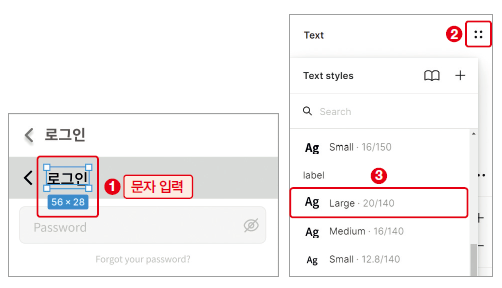 로그인
로그인
56 × 28
1 문자 입력
Password
Forgot your password?
Text
2
Text styles
Search
Ag Small · 16/150
label
3
Ag Large · 20/140
Ag Medium · 16/140
Ag Small · 12.8/140